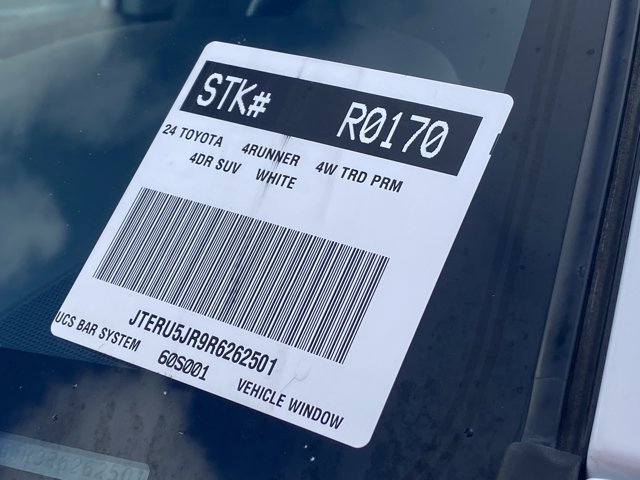 STK# R0170
24 TOYOTA 4RUNNER 4W TRD PRM
4DR SUV WHITE
JTERU5JR9R6262501
UCS BAR SYSTEM 60S001 VEHICLE WINDOW